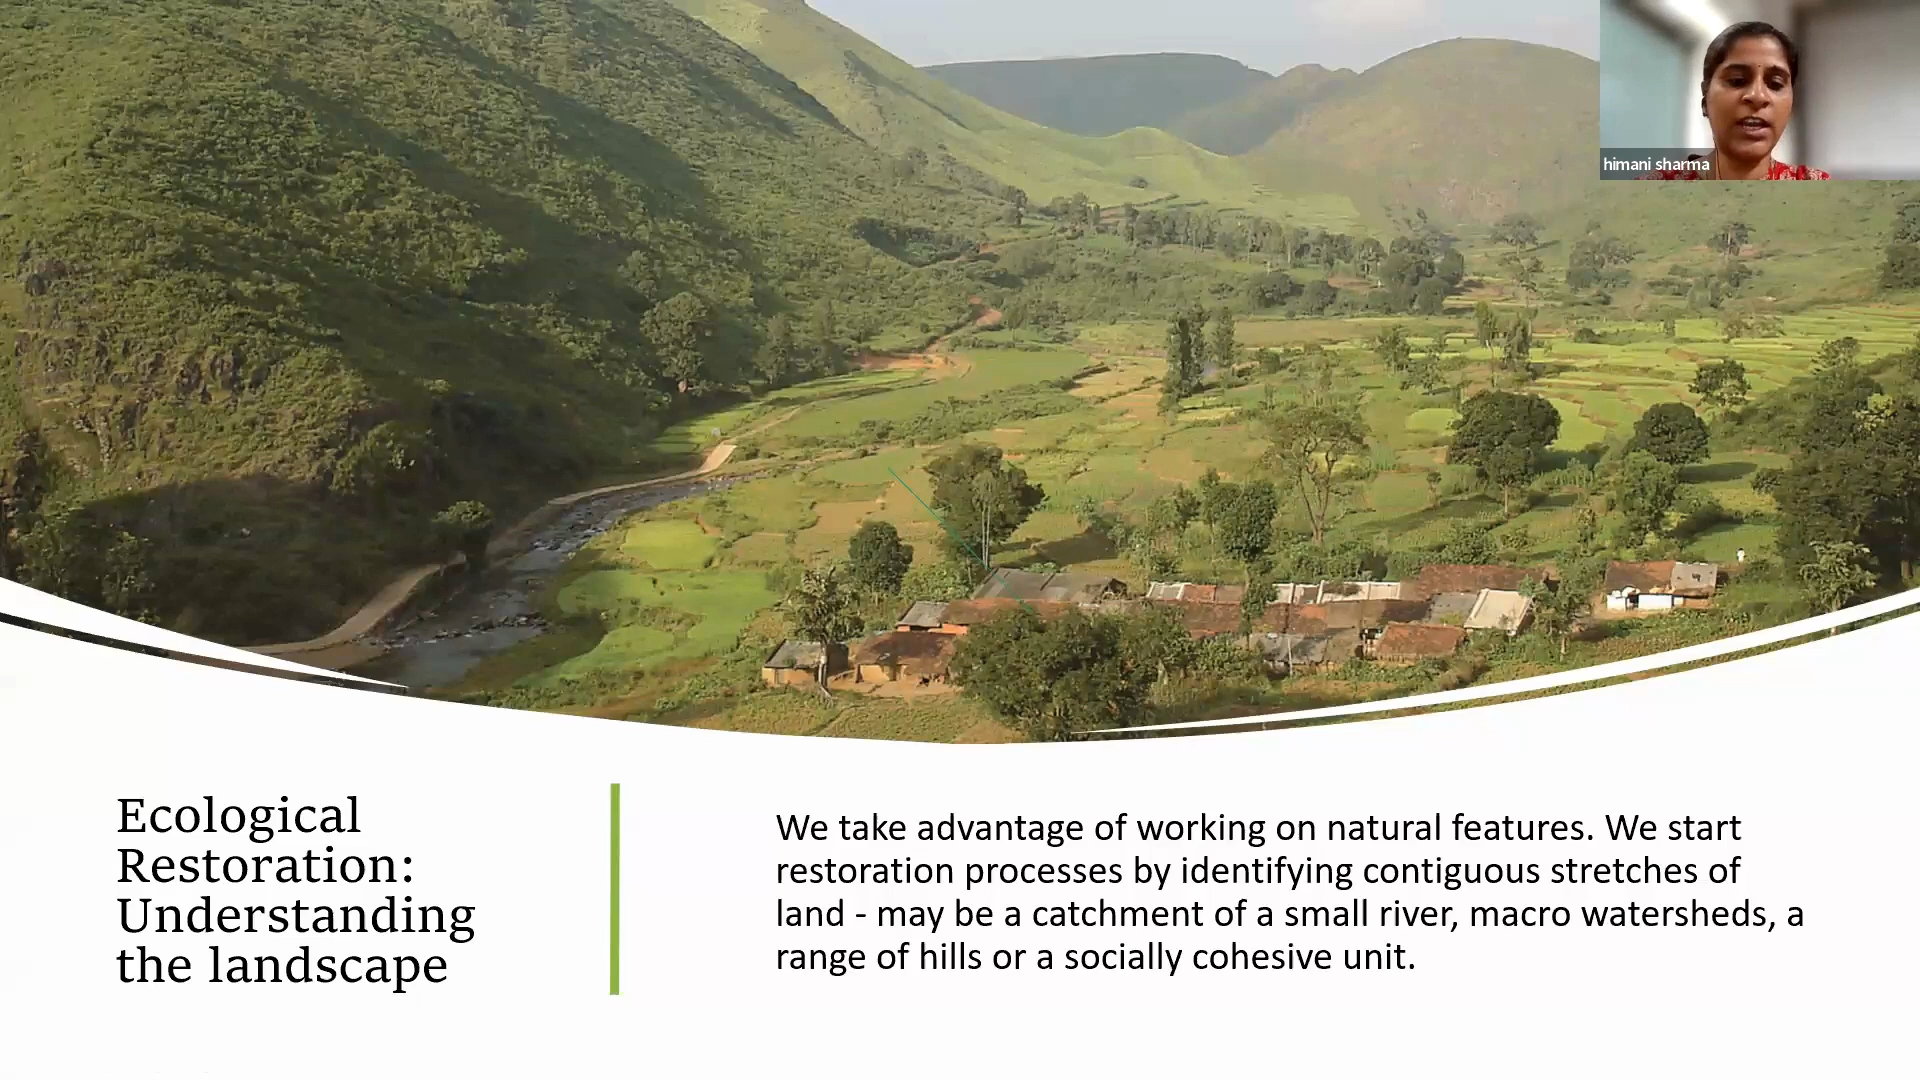 himani sharma
Ecological
Restoration:
Understanding
the landscape
We take advantage of working on natural features. We start
restoration processes by identifying contiguous stretches of
land - may be a catchment of a small river, macro watersheds, a
range of hills or a socially cohesive unit.